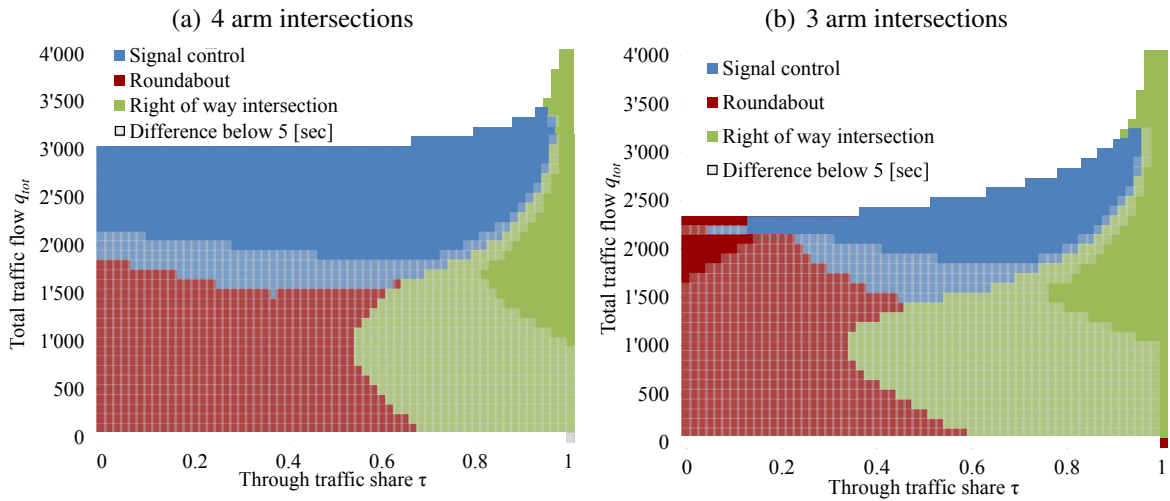 (a) 4 arm intersections
Signal control
Roundabout
Right of way intersection
Difference below 5 [sec]
Total traffic flow q_tot
4'000
3'500
3'000
2'500
2'000
1'500
1'000
500
0
0 0.2 0.4 0.6 0.8 1
Through traffic share τ
(b) 3 arm intersections
Signal control
Roundabout
Right of way intersection
Difference below 5 [sec]
Total traffic flow q_tot
4'000
3'500
3'000
2'500
2'000
1'500
1'000
500
0
0 0.2 0.4 0.6 0.8 1
Through traffic share τ